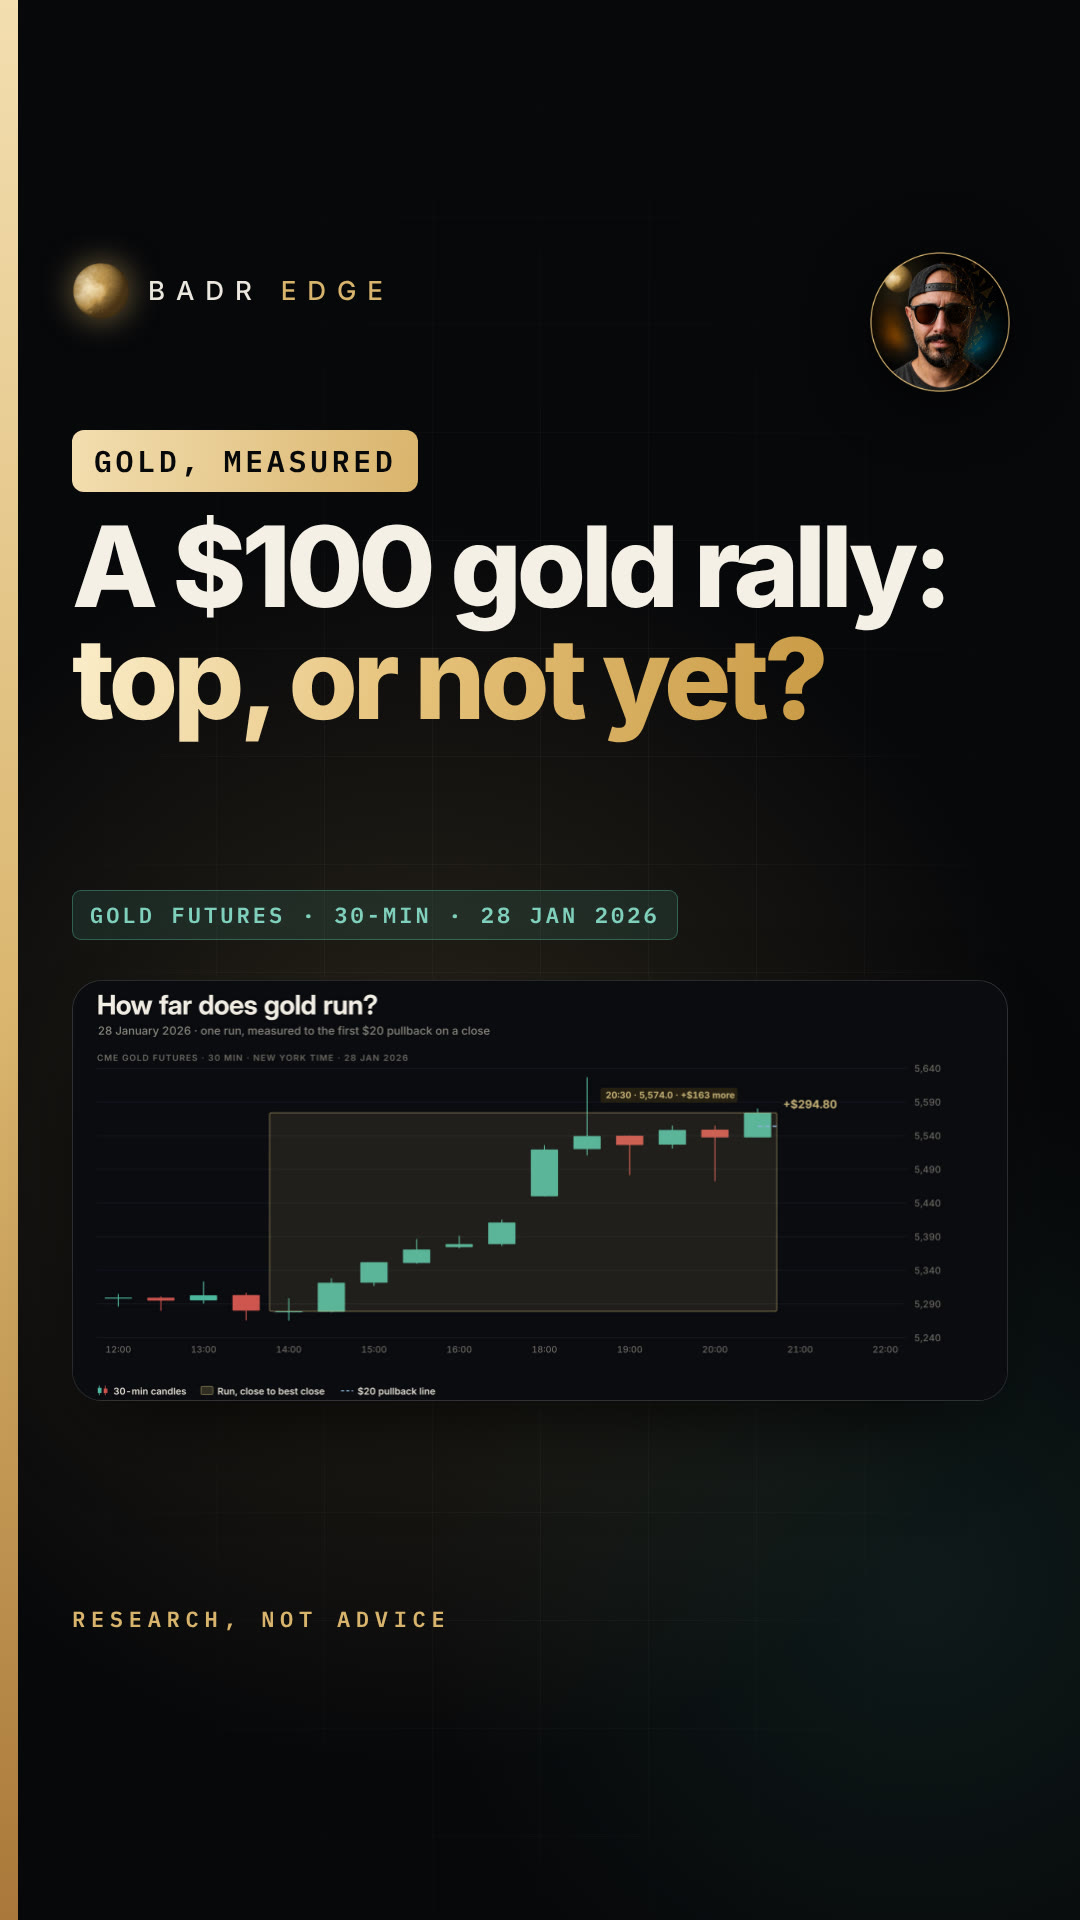 BADR EDGE
GOLD, MEASURED
A $100 gold rally:
top, or not yet?
GOLD FUTURES · 30-MIN · 28 JAN 2026
How far does gold run?
28 January 2026 · one run, measured to the first $20 pullback on a close
CME GOLD FUTURES · 30 MIN · NEW YORK TIME · 28 JAN 2026
5,640
20:30 · 5,574.0 · +$163 more
+$294.80
5,590
5,540
5,490
5,440
5,390
5,340
5,290
5,240
12:00 13:00 14:00 15:00 16:00 18:00 19:00 20:00 21:00 22:00
30-min candles Run, close to best close $20 pullback line
RESEARCH, NOT ADVICE